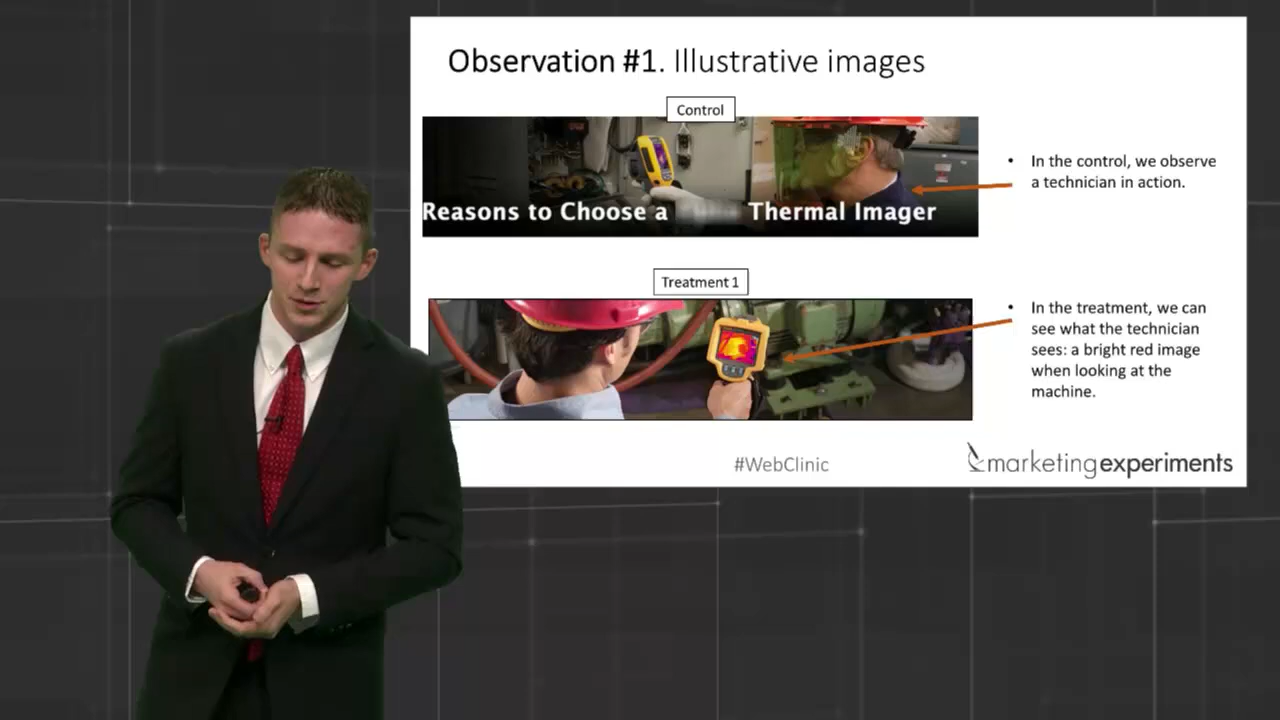 Observation #1. Illustrative images
Control
Reasons to Choose a Thermal Imager
• In the control, we observe
a technician in action.
Treatment 1
• In the treatment, we can
see what the technician
sees: a bright red image
when looking at the
machine.
#WebClinic
marketingexperiments